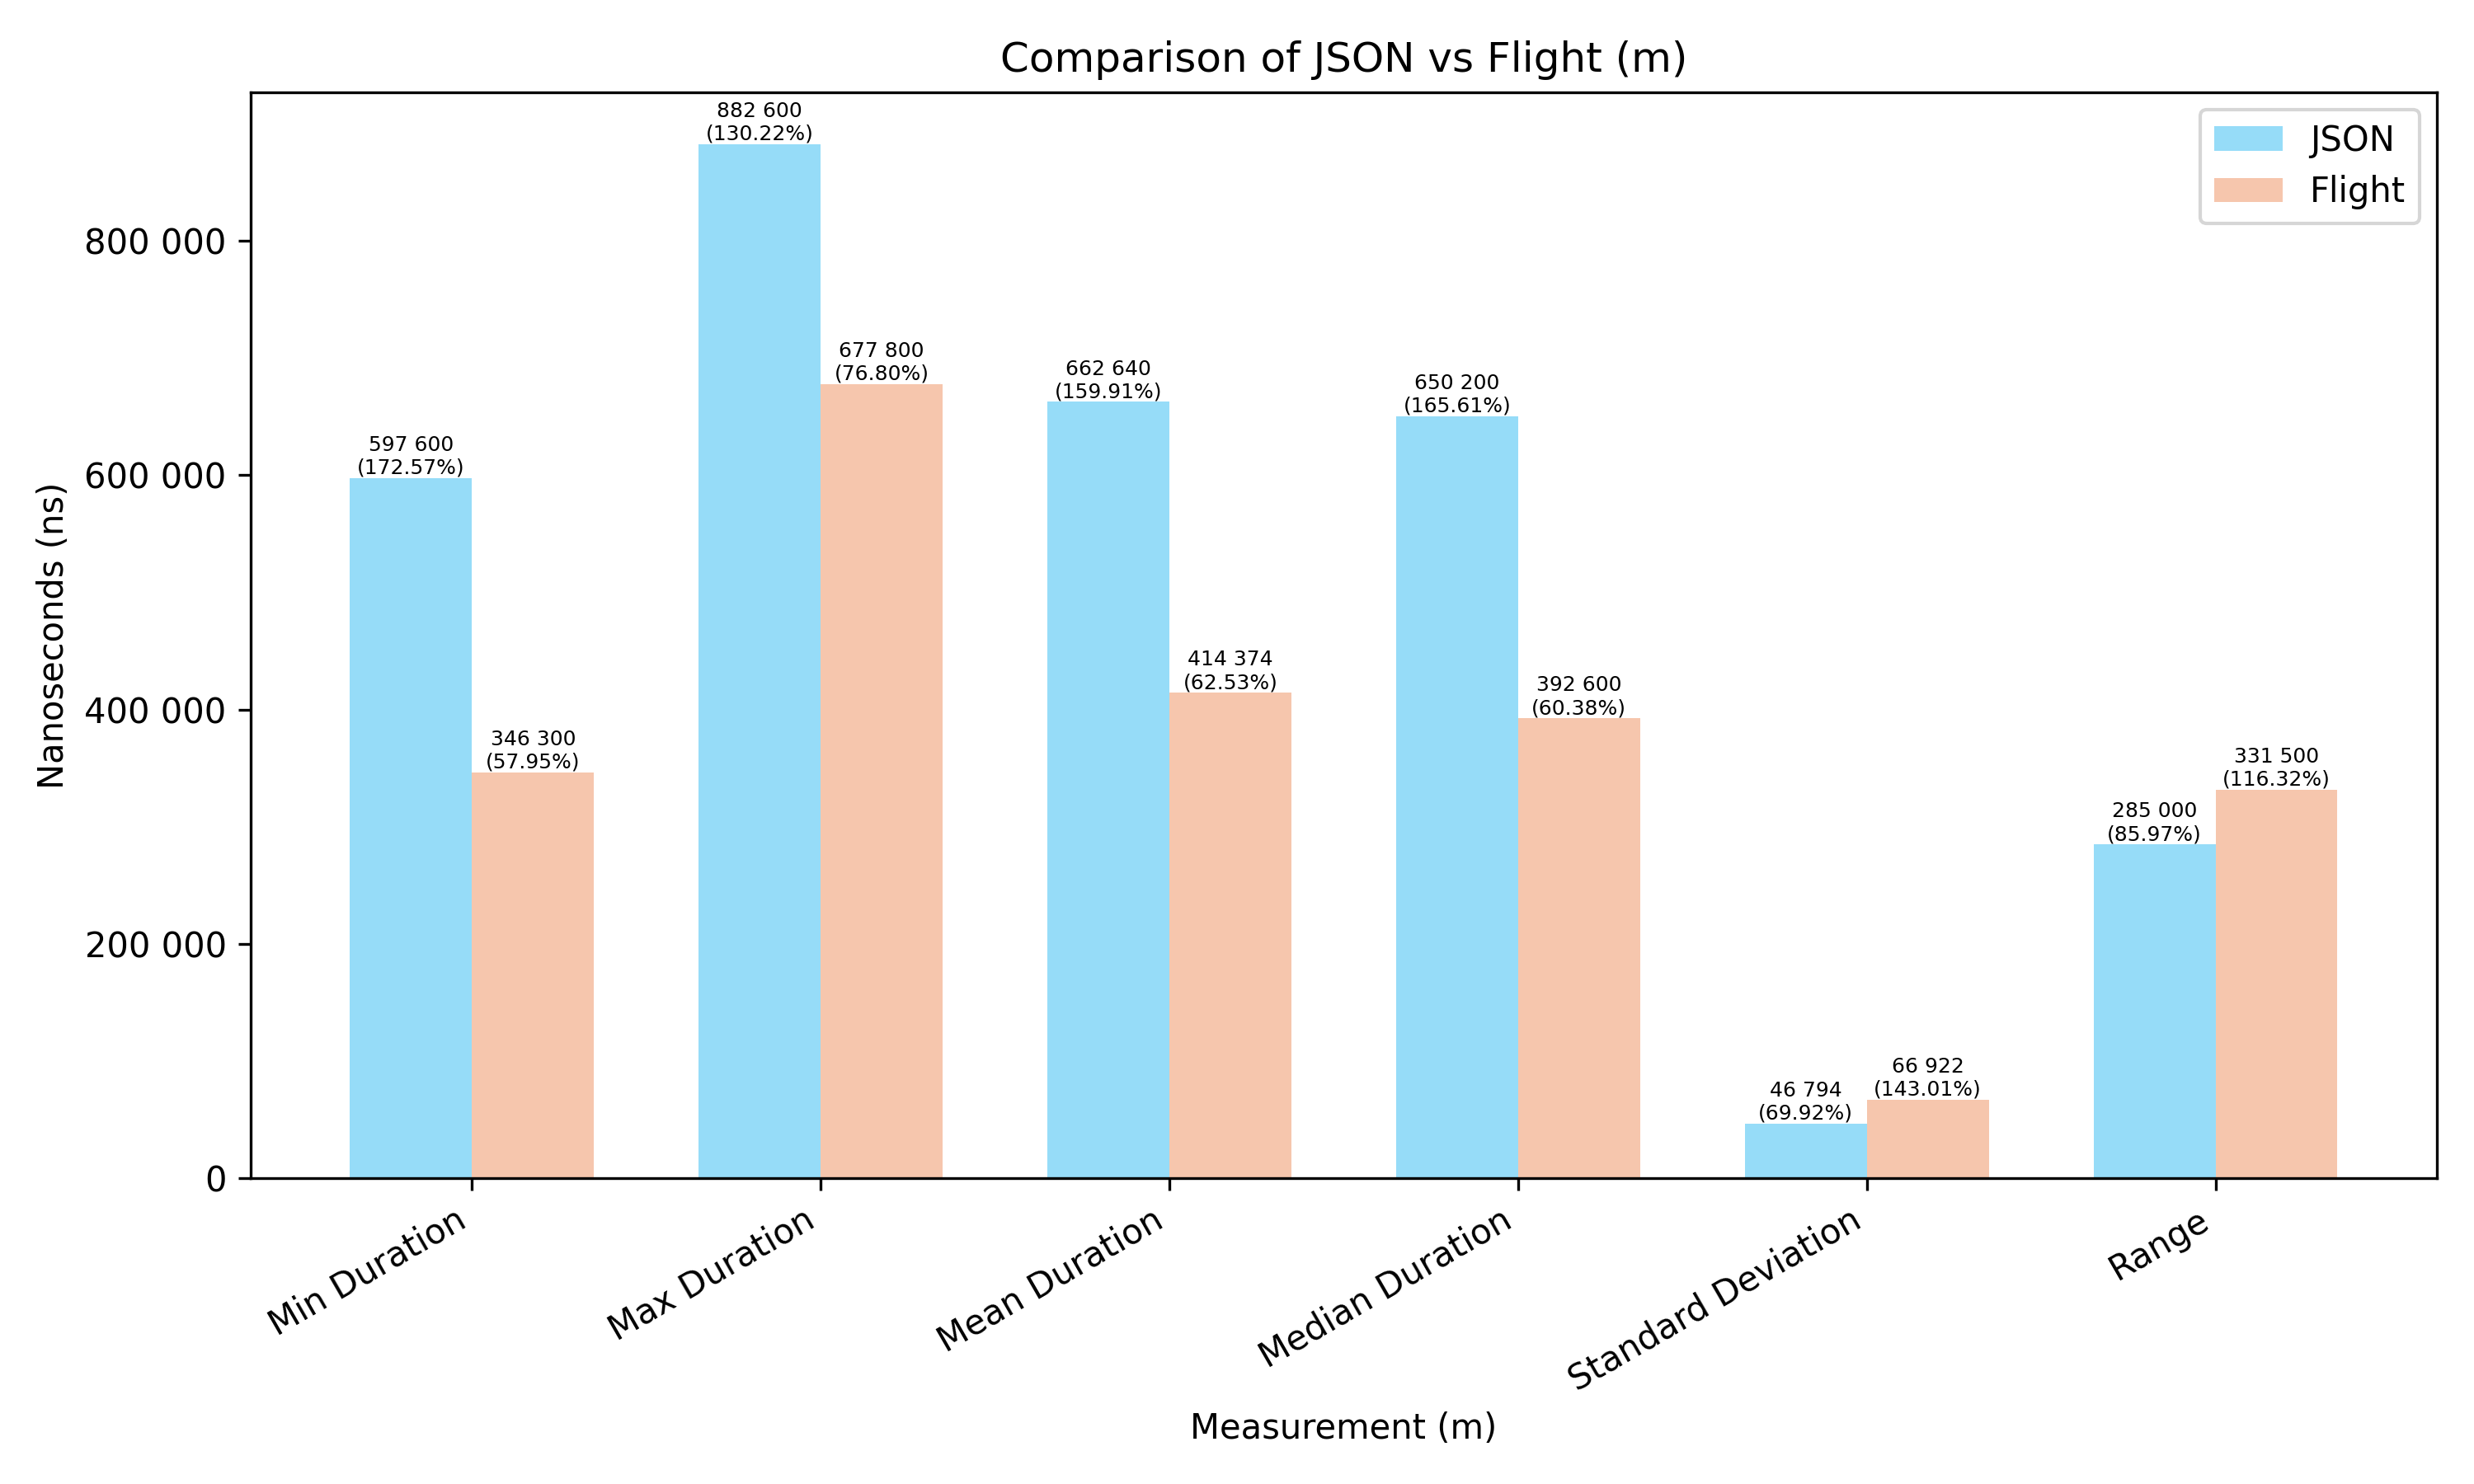 Comparison of JSON vs Flight (m)
JSON
Flight
Nanoseconds (ns)
800 000
600 000
400 000
200 000
0
597 600
(172.57%)
346 300
(57.95%)
882 600
(130.22%)
677 800
(76.80%)
662 640
(159.91%)
414 374
(62.53%)
650 200
(165.61%)
392 600
(60.38%)
46 794
(69.92%)
66 922
(143.01%)
285 000
(85.97%)
331 500
(116.32%)
Min Duration
Max Duration
Mean Duration
Median Duration
Standard Deviation
Range
Measurement (m)